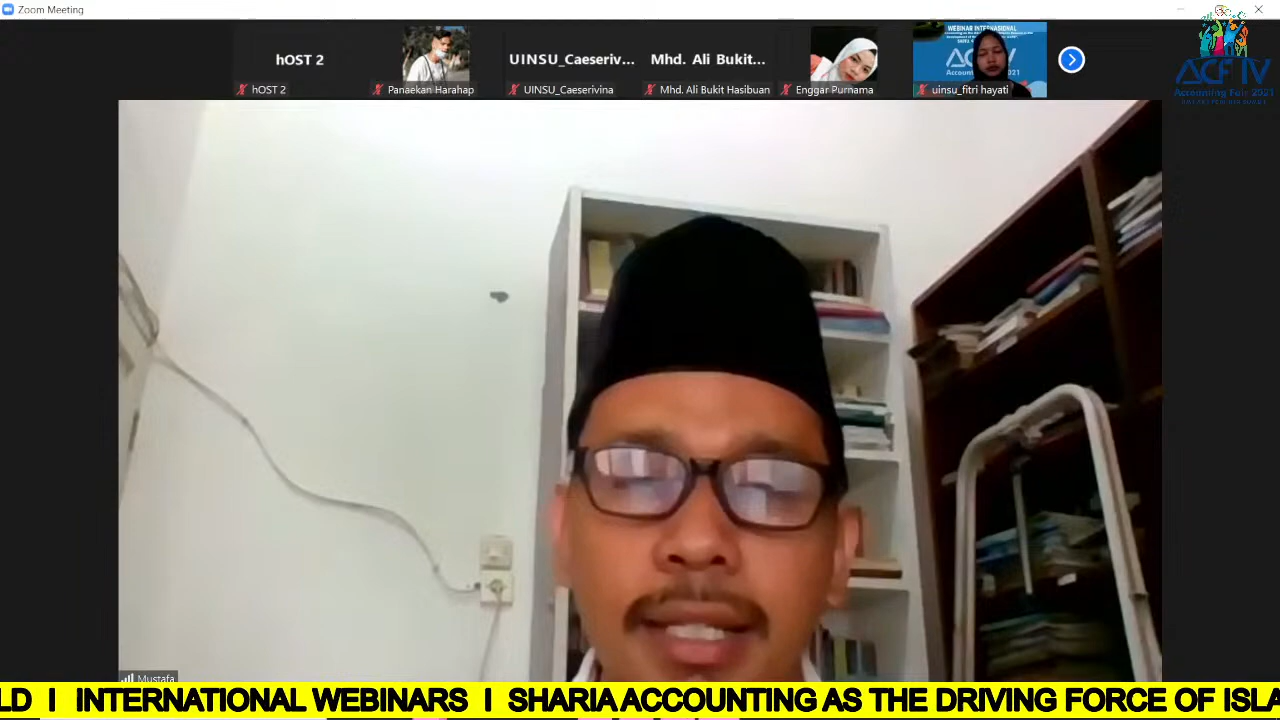 Zoom Meeting
hOST 2
UINSU_Caeseriv...
Mhd. Ali Bukit...
WEBINAR INTERNASIONAL
hOST 2
Panaekan Harahap
UINSU_Caeserivina
Mhd. Ali Bukit Hasibuan
Enggar Purnama
uinsu_fitri hayati
ACF IV
Accounting Fair 2021
Mustafa
LD I INTERNATIONAL WEBINARS I SHARIA ACCOUNTING AS THE DRIVING FORCE OF ISLA